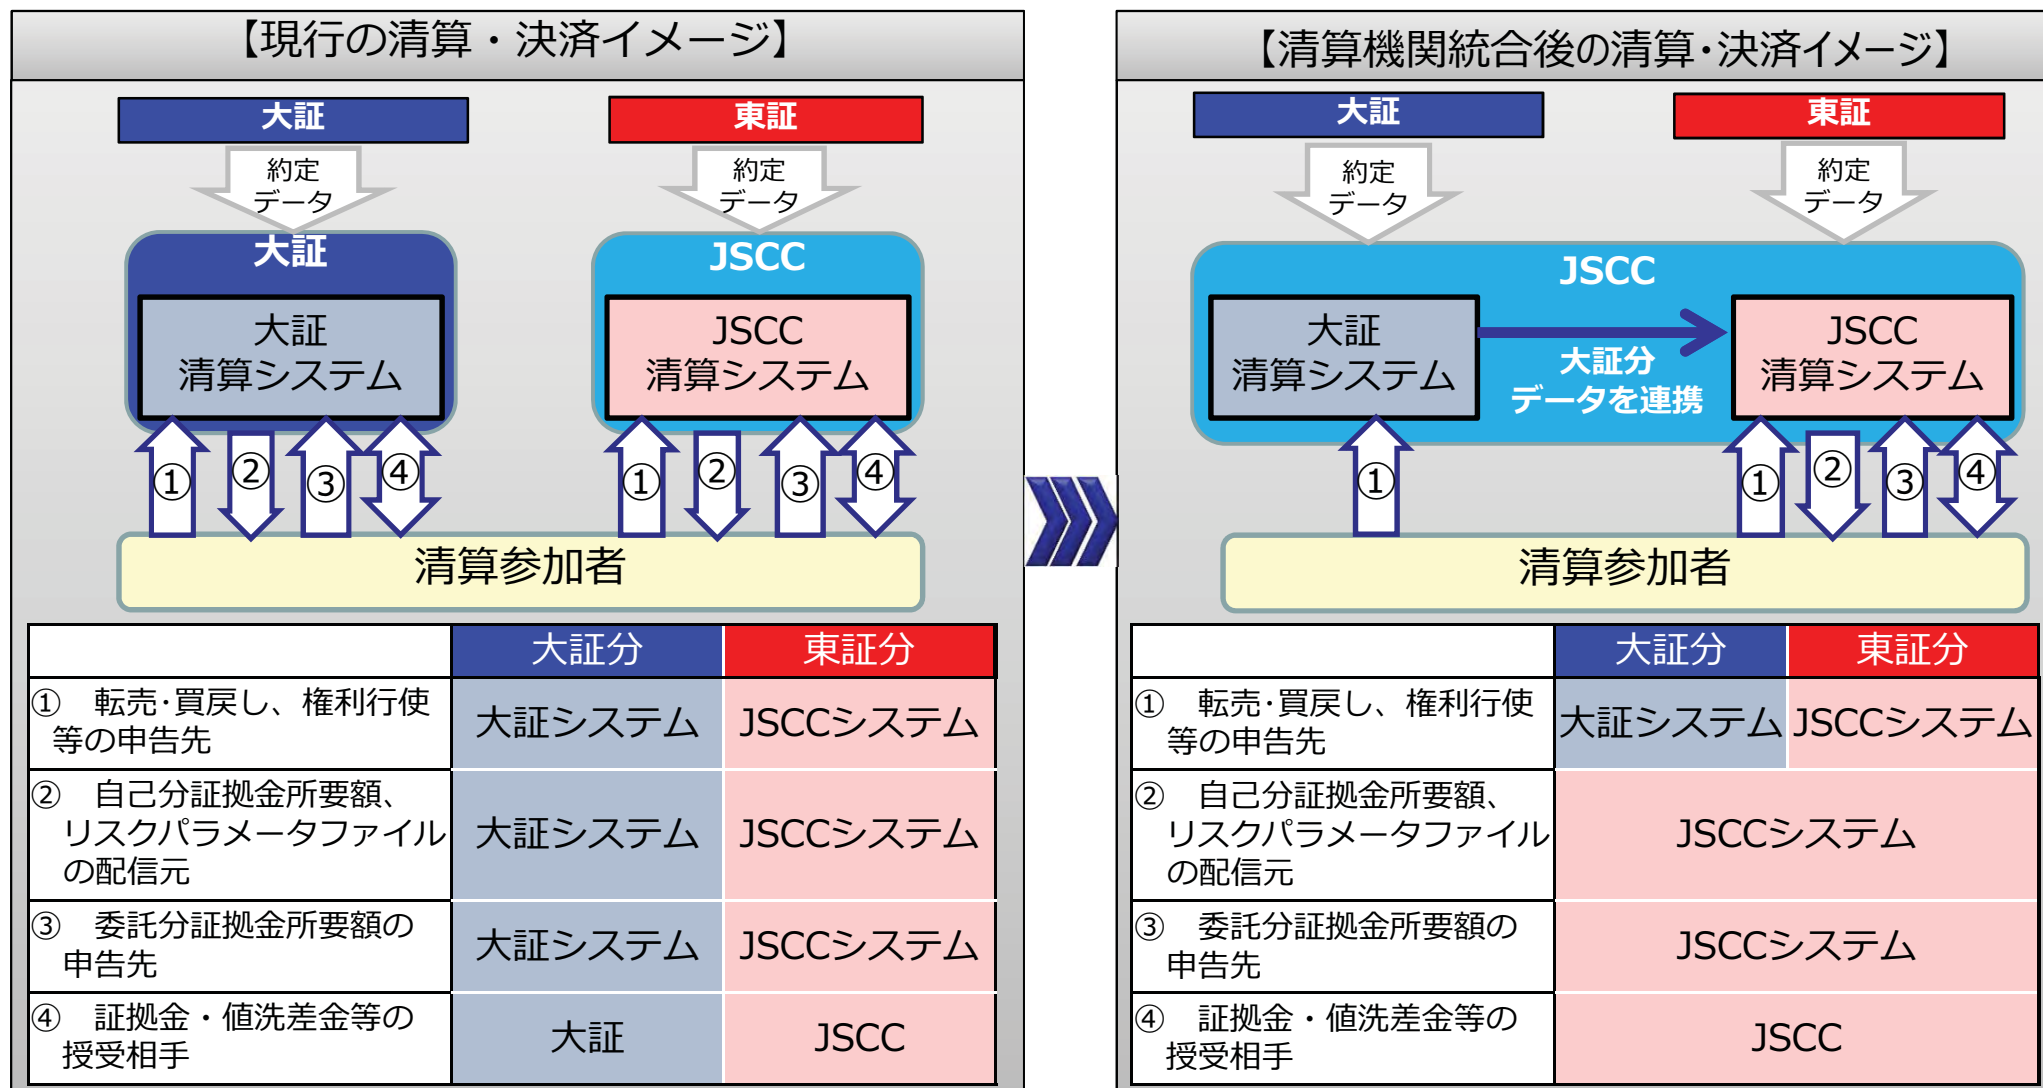 【現行の清算・決済イメージ】
大証
東証
約定
データ
約定
データ
大証
JSCC
大証
清算システム
JSCC
清算システム
①
②
③
④
①
②
③
④
清算参加者
大証分
東証分
① 転売・買戻し、権利行使
等の申告先
大証システム
JSCCシステム
② 自己分証拠金所要額、
リスクパラメータファイル
の配信元
大証システム
JSCCシステム
③ 委託分証拠金所要額の
申告先
大証システム
JSCCシステム
④ 証拠金・値洗差金等の
授受相手
大証
JSCC
【清算機関統合後の清算・決済イメージ】
大証
東証
約定
データ
約定
データ
JSCC
大証
清算システム
大証分
データを連携
JSCC
清算システム
①
①
②
③
④
清算参加者
大証分
東証分
① 転売・買戻し、権利行使
等の申告先
大証システム
JSCCシステム
② 自己分証拠金所要額、
リスクパラメータファイル
の配信元
JSCCシステム
③ 委託分証拠金所要額の
申告先
JSCCシステム
④ 証拠金・値洗差金等の
授受相手
JSCC